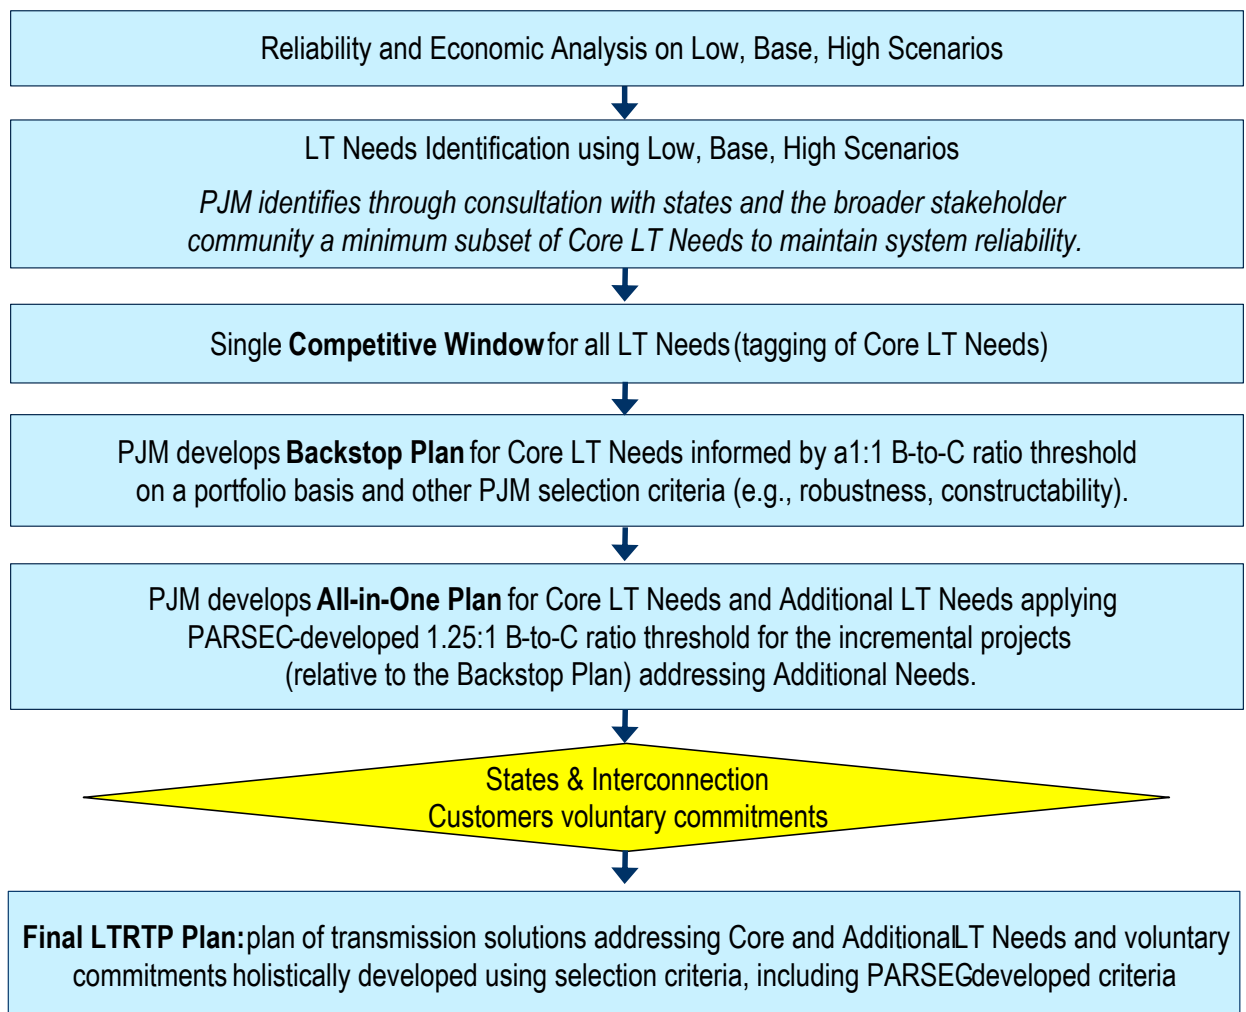 Reliability and Economic Analysis on Low, Base, High Scenarios
LT Needs Identification using Low, Base, High Scenarios
PJM identifies through consultation with states and the broader stakeholder
community a minimum subset of Core LT Needs to maintain system reliability.
Single Competitive Window for all LT Needs (tagging of Core LT Needs)
PJM develops Backstop Plan for Core LT Needs informed by a1:1 B-to-C ratio threshold
on a portfolio basis and other PJM selection criteria (e.g., robustness, constructability).
PJM develops All-in-One Plan for Core LT Needs and Additional LT Needs applying
PARSEC-developed 1.25:1 B-to-C ratio threshold for the incremental projects
(relative to the Backstop Plan) addressing Additional Needs.
States & Interconnection
Customers voluntary commitments
Final LTRTP Plan: plan of transmission solutions addressing Core and Additional LT Needs and voluntary
commitments holistically developed using selection criteria, including PARSEC-developed criteria